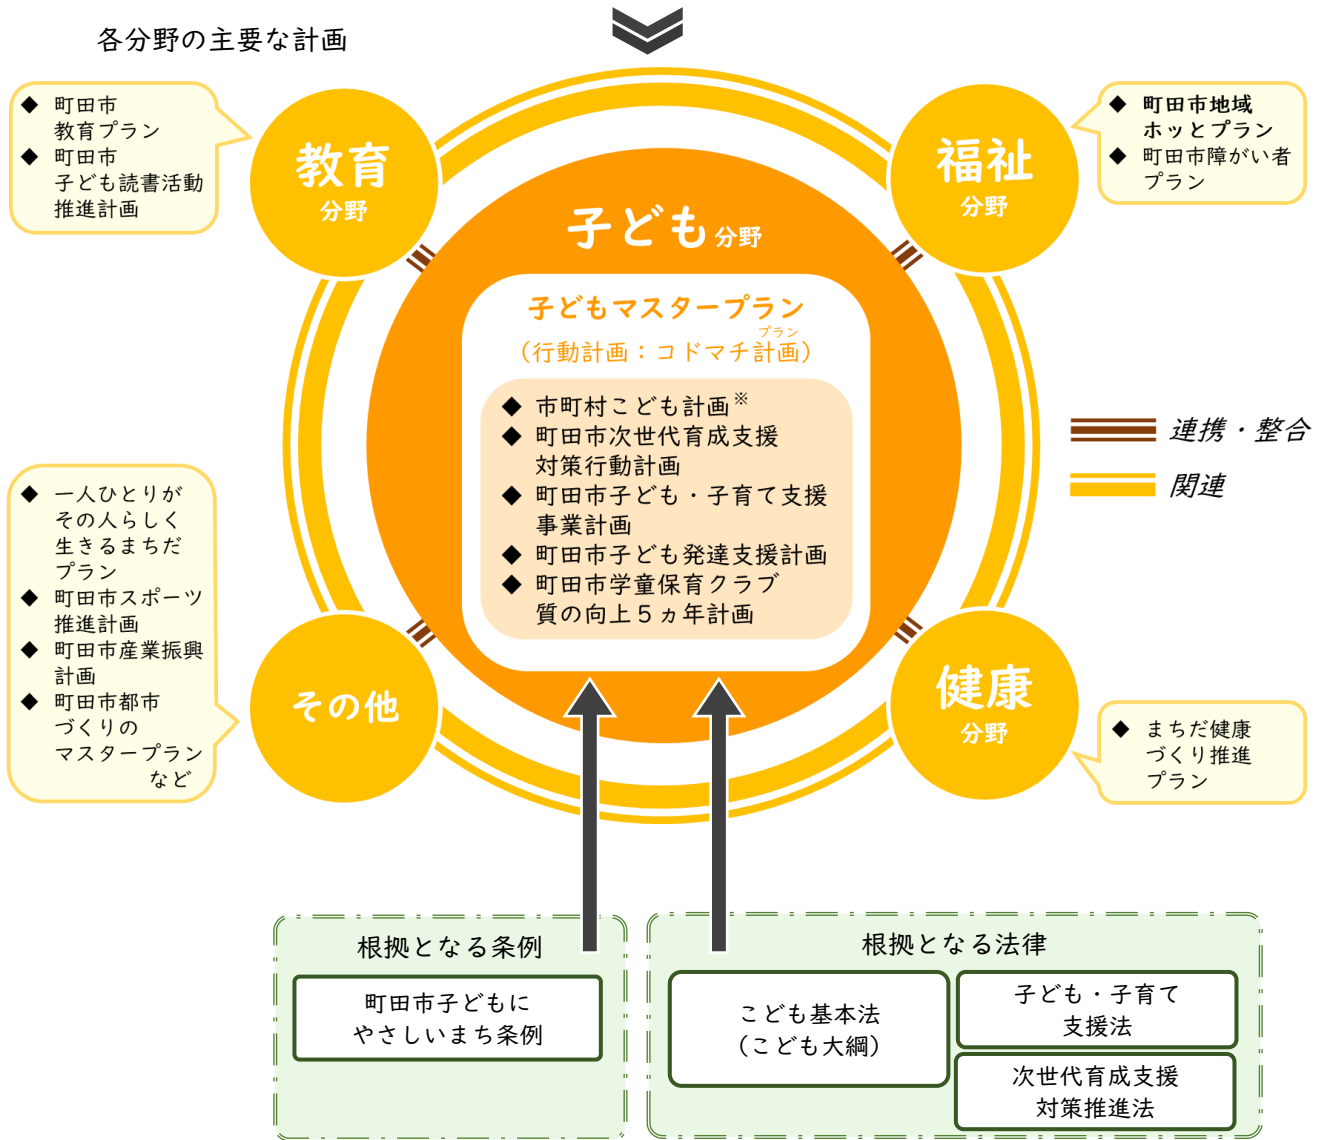 各分野の主要な計画
◆ 町田市
教育プラン
◆ 町田市
子ども読書活動
推進計画
教育
分野
福祉
分野
◆ 町田市地域
ホッとプラン
◆ 町田市障がい者
プラン
子ども分野
子どもマスタープラン
プラン
（行動計画：コドマチ計画）
◆ 市町村こども計画※
◆ 町田市次世代育成支援
対策行動計画
◆ 町田市子ども・子育て支援
事業計画
◆ 町田市子ども発達支援計画
◆ 町田市学童保育クラブ
質の向上５ヵ年計画
連携・整合
関連
◆ 一人ひとりが
その人らしく
生きるまちだ
プラン
◆ 町田市スポーツ
推進計画
◆ 町田市産業振興
計画
◆ 町田市都市
づくりの
マスタープラン
など
その他
健康
分野
◆ まちだ健康
づくり推進
プラン
根拠となる条例
町田市子どもに
やさしいまち条例
根拠となる法律
こども基本法
（こども大綱）
子ども・子育て
支援法
次世代育成支援
対策推進法